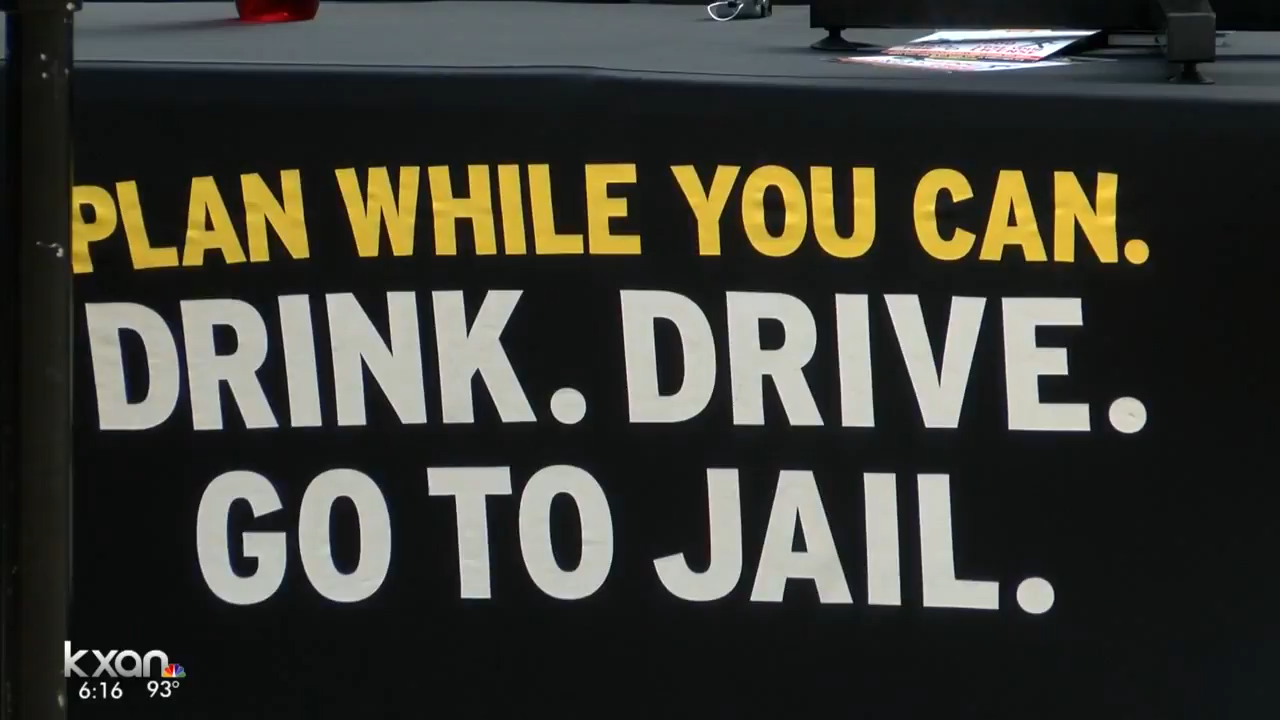 PLAN WHILE YOU CAN.
DRINK. DRIVE.
GO TO JAIL.
kxan
6:16 93°